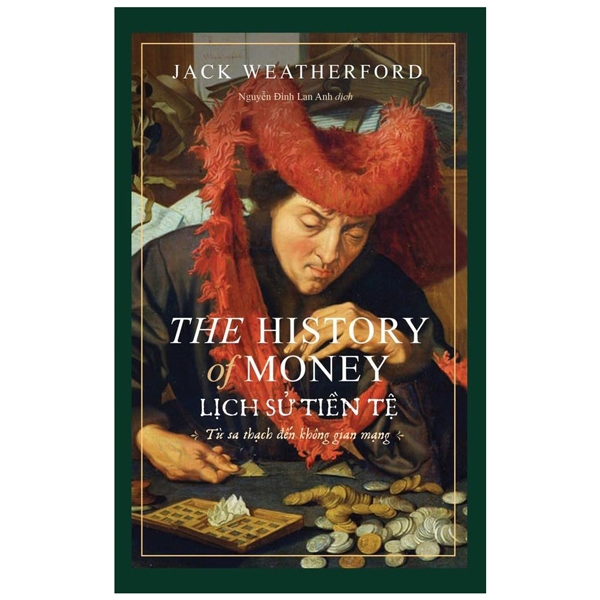 JACK WEATHERFORD
Nguyễn Đình Lan Anh dịch
THE HISTORY
of MONEY
LỊCH SỬ TIỀN TỆ
Từ sa thạch đến không gian mạng